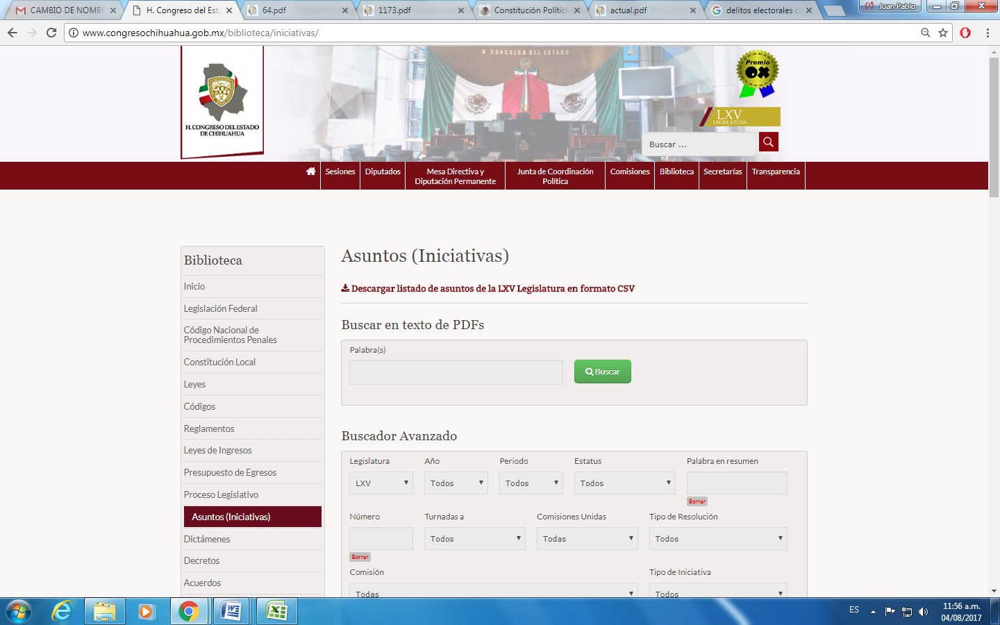 CAMBIO DE NOMBR
H. Congreso del Esta
64.pdf
1173.pdf
Constitución Política
actual.pdf
delitos electorales c
Juan Pablo
www.congresochihuahua.gob.mx/biblioteca/iniciativas/
H. CONGRESO DEL ESTADO
DE CHIHUAHUA
H. CONGRESO DEL ESTADO
Premio
OX
LXV
LEGISLATURA
Buscar ...
Sesiones
Diputados
Mesa Directiva y
Diputación Permanente
Junta de Coordinación
Política
Comisiones
Biblioteca
Secretarías
Transparencia
Biblioteca
Inicio
Legislación Federal
Código Nacional de
Procedimientos Penales
Constitución Local
Leyes
Códigos
Reglamentos
Leyes de Ingresos
Presupuesto de Egresos
Proceso Legislativo
Asuntos (Iniciativas)
Dictámenes
Decretos
Acuerdos
Asuntos (Iniciativas)
Descargar listado de asuntos de la LXV Legislatura en formato CSV
Buscar en texto de PDFs
Palabra(s)
Buscar
Buscador Avanzado
Legislatura
Año
Periodo
Estatus
Palabra en resumen
LXV
Todos
Todos
Todos
Borrar
Número
Turnadas a
Comisiones Unidas
Tipo de Resolución
Todos
Todas
Todos
Borrar
Comisión
Tipo de Iniciativa
Todas
Todos
ES
11:56 a.m.
04/08/2017